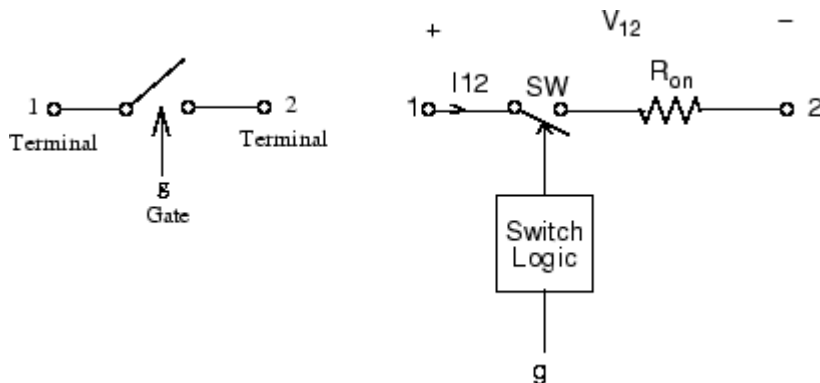 1
2
Terminal
Terminal
g
Gate
+
V12
−
I12
SW
Ron
1
2
Switch
Logic
g